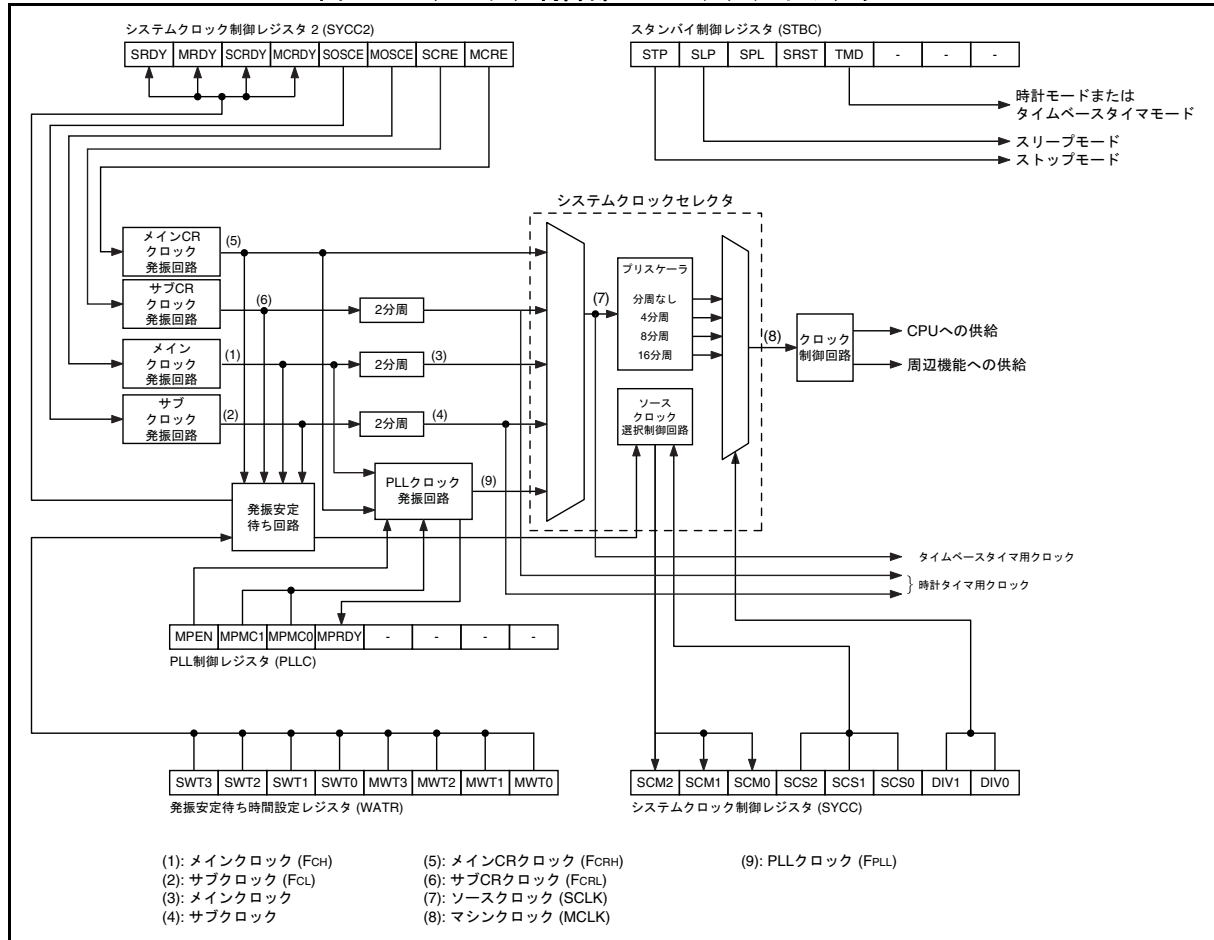 システムクロック制御レジスタ 2 (SYCC2)
SRDY MRDY SCRDY MCRDY SOSCE MOSCE SCRE MCRE
スタンバイ制御レジスタ (STBC)
STP SLP SPL SRST TMD - - -
時計モードまたは
タイムベースタイマモード
スリープモード
ストップモード
システムクロックセレクタ
メインCR
クロック
発振回路
(5)
サブCR
クロック
発振回路
(6)
2分周
メイン
クロック
発振回路
(1)
2分周
(3)
サブ
クロック
発振回路
(2)
2分周
(4)
(7)
プリスケーラ
分周なし
4分周
8分周
16分周
(8)
クロック
制御回路
CPUへの供給
周辺機能への供給
ソース
クロック
選択制御回路
PLLクロック
発振回路
(9)
発振安定
待ち回路
タイムベースタイマ用クロック
時計タイマ用クロック
MPEN MPMC1 MPMC0 MPRDY - - - -
PLL制御レジスタ (PLLC)
SWT3 SWT2 SWT1 SWT0 MWT3 MWT2 MWT1 MWT0
発振安定待ち時間設定レジスタ (WATR)
SCM2 SCM1 SCM0 SCS2 SCS1 SCS0 DIV1 DIV0
システムクロック制御レジスタ (SYCC)
(1): メインクロック (FCH)
(2): サブクロック (FCL)
(3): メインクロック
(4): サブクロック
(5): メインCRクロック (FCRH)
(6): サブCRクロック (FCRL)
(7): ソースクロック (SCLK)
(8): マシンクロック (MCLK)
(9): PLLクロック (FPLL)